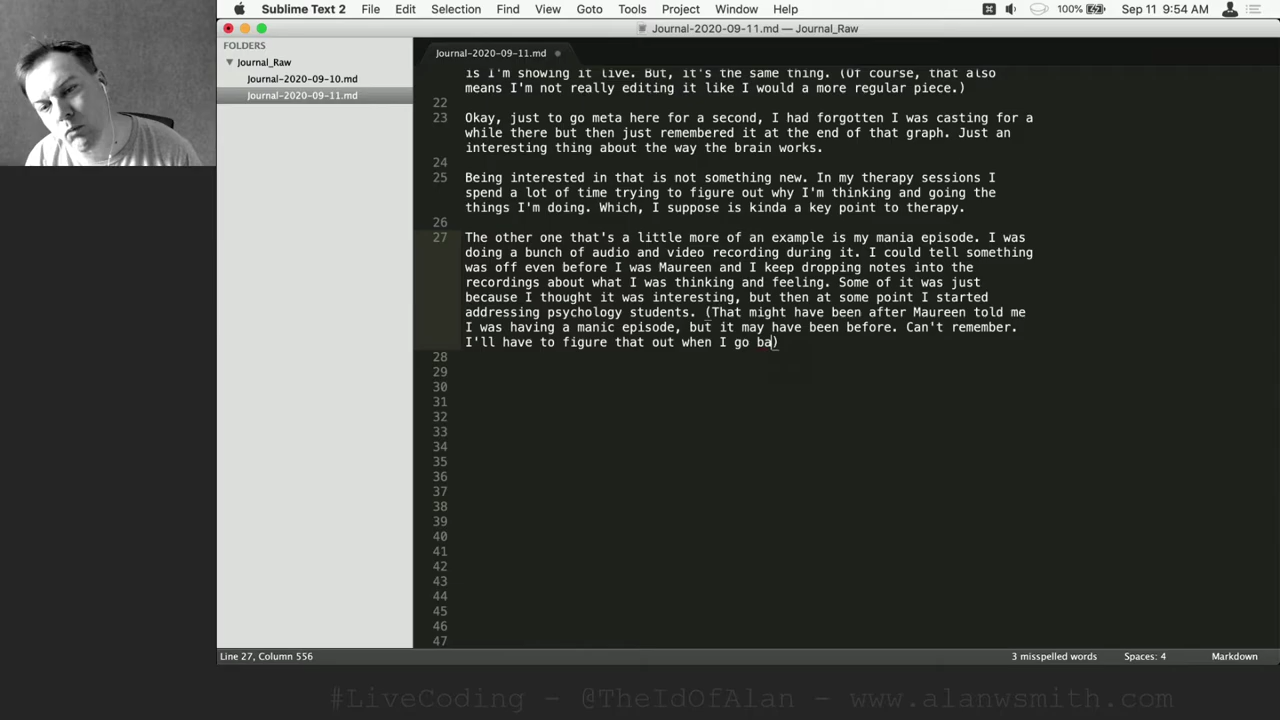 Sublime Text 2 File Edit Selection Find View Goto Tools Project Window Help 100% Sep 11 9:54 AM
Journal-2020-09-11.md — Journal_Raw
FOLDERS
Journal_Raw
Journal-2020-09-10.md
Journal-2020-09-11.md
Journal-2020-09-11.md
is I'm showing it live. But, it's the same thing. (Of course, that also
means I'm not really editing it like I would a more regular piece.)
22
23 Okay, just to go meta here for a second, I had forgotten I was casting for a
while there but then just remembered it at the end of that graph. Just an
interesting thing about the way the brain works.
24
25 Being interested in that is not something new. In my therapy sessions I
spend a lot of time trying to figure out why I'm thinking and going the
things I'm doing. Which, I suppose is kinda a key point to therapy.
26
27 The other one that's a little more of an example is my mania episode. I was
doing a bunch of audio and video recording during it. I could tell something
was off even before I was Maureen and I keep dropping notes into the
recordings about what I was thinking and feeling. Some of it was just
because I thought it was interesting, but then at some point I started
addressing psychology students. (That might have been after Maureen told me
I was having a manic episode, but it may have been before. Can't remember.
I'll have to figure that out when I go ba)
28
29
30
31
32
33
34
35
36
37
38
39
40
41
42
43
44
45
46
47
Line 27, Column 556 3 misspelled words Spaces: 4 Markdown
#LiveCoding - @TheIdOfAlan - www.alanwsmith.com